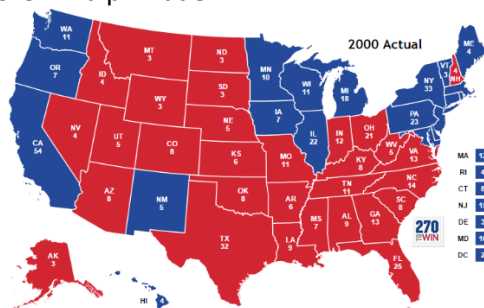 2000 Actual
WA
11
OR
7
CA
54
NV
4
ID
4
MT
3
WY
3
UT
5
AZ
8
CO
8
NM
5
ND
3
SD
3
NE
5
KS
6
OK
8
TX
32
MN
10
IA
7
MO
11
AR
6
LA
9
WI
11
IL
22
MI
18
IN
12
OH
21
KY
8
TN
11
MS
7
AL
9
GA
13
FL
25
SC
8
NC
14
VA
13
WV
5
PA
23
NY
33
VT
3
4
NH
ME
4
AK
3
HI
4
MA
RI
CT
NJ
DE
MD
DC
270
WIN